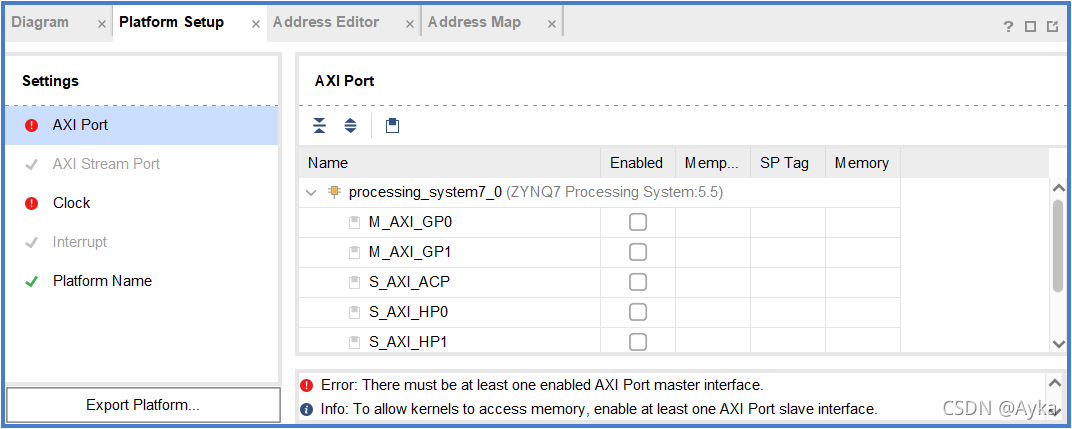 Diagram × Platform Setup × Address Editor × Address Map ×
?
Settings
AXI Port
AXI Stream Port
Clock
Interrupt
Platform Name
Export Platform...
AXI Port
Name Enabled Memp... SP Tag Memory
processing_system7_0 (ZYNQ7 Processing System:5.5)
M_AXI_GP0
M_AXI_GP1
S_AXI_ACP
S_AXI_HP0
S_AXI_HP1
Error: There must be at least one enabled AXI Port master interface.
Info: To allow kernels to access memory, enable at least one AXI Port slave interface.
CSDN @Ayka